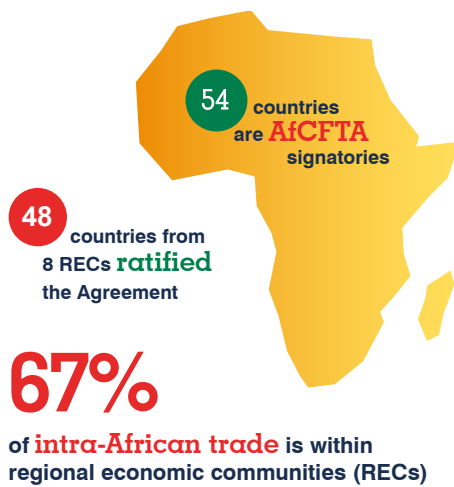 54 countries
are AfCFTA
signatories
48
countries from
8 RECs ratified
the Agreement
67%
of intra-African trade is within
regional economic communities (RECs)